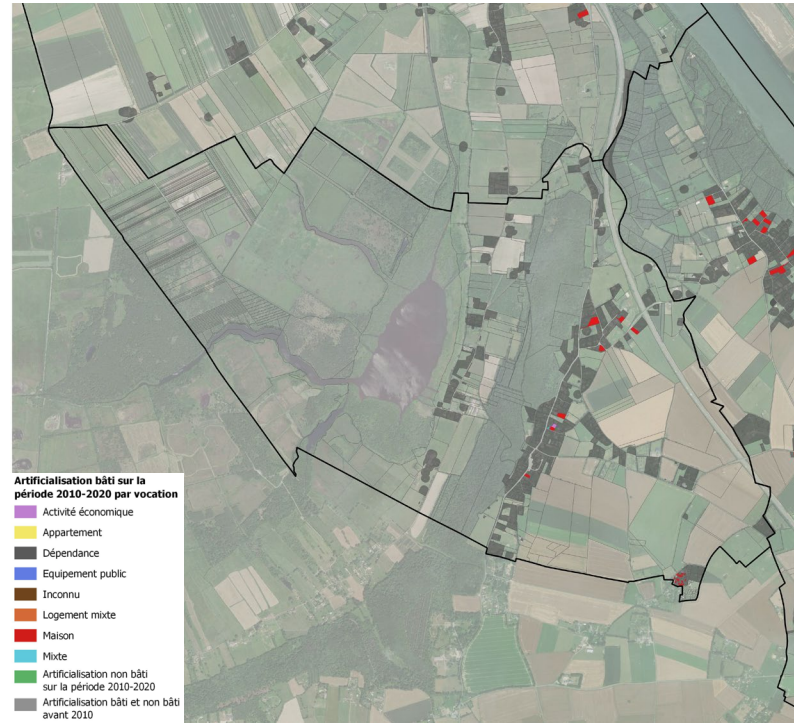 Artificialisation bâti sur la
période 2010-2020 par vocation
Activité économique
Appartement
Dépendance
Equipement public
Inconnu
Logement mixte
Maison
Mixte
Artificialisation non bâti
sur la période 2010-2020
Artificialisation bâti et non bâti
avant 2010